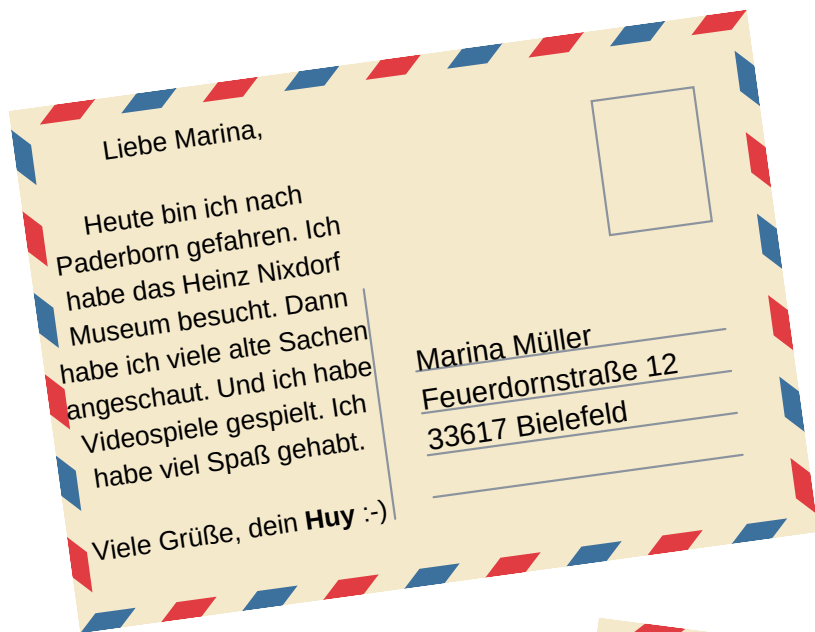 Liebe Marina,
Heute bin ich nach
Paderborn gefahren. Ich
habe das Heinz Nixdorf
Museum besucht. Dann
habe ich viele alte Sachen
angeschaut. Und ich habe
Videospiele gespielt. Ich
habe viel Spaß gehabt.
Viele Grüße, dein Huy :-)
Marina Müller
Feuerdornstraße 12
33617 Bielefeld